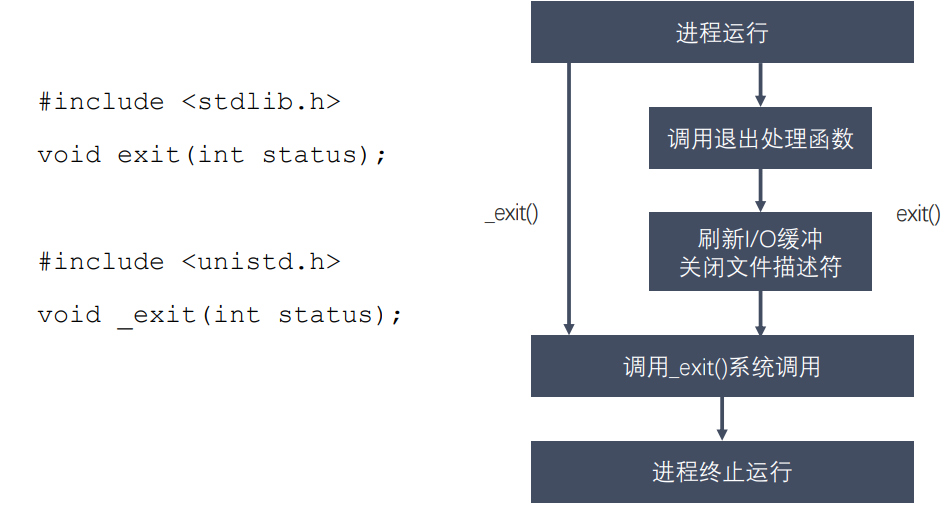 #include <stdlib.h>
void exit(int status);
#include <unistd.h>
void _exit(int status);
进程运行
调用退出处理函数
_exit()
exit()
刷新I/O缓冲
关闭文件描述符
调用_exit()系统调用
进程终止运行